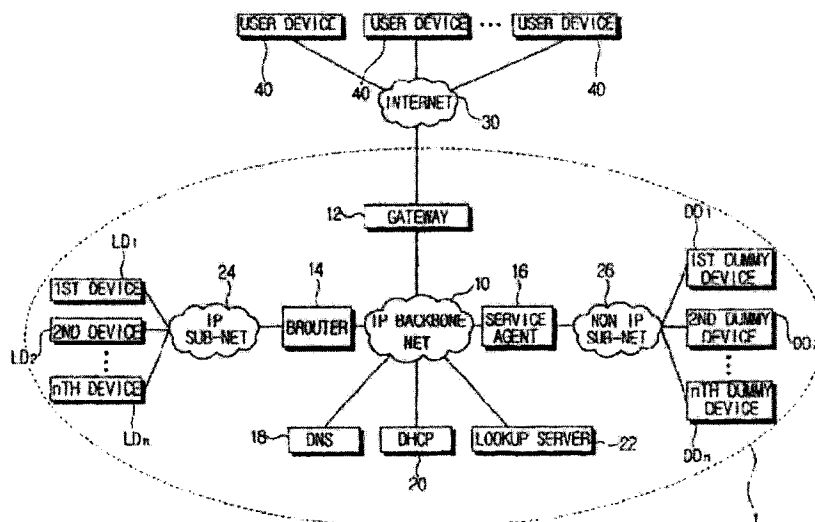 USER DEVICE USER DEVICE ... USER DEVICE
40 40 40
INTERNET
30
12 GATEWAY
LD1
1ST DEVICE
LD2 2ND DEVICE
nTH DEVICE
LDn
24
IP
SUB-NET
14
BROUTER
10
IP BACKBONE
NET
16
SERVICE
AGENT
26
NON IP
SUB-NET
DD1
1ST DUMMY
DEVICE
2ND DUMMY
DEVICE
DD2
nTH DUMMY
DEVICE
DDn
18 DNS
DHCP
20
LOOKUP SERVER 22
1